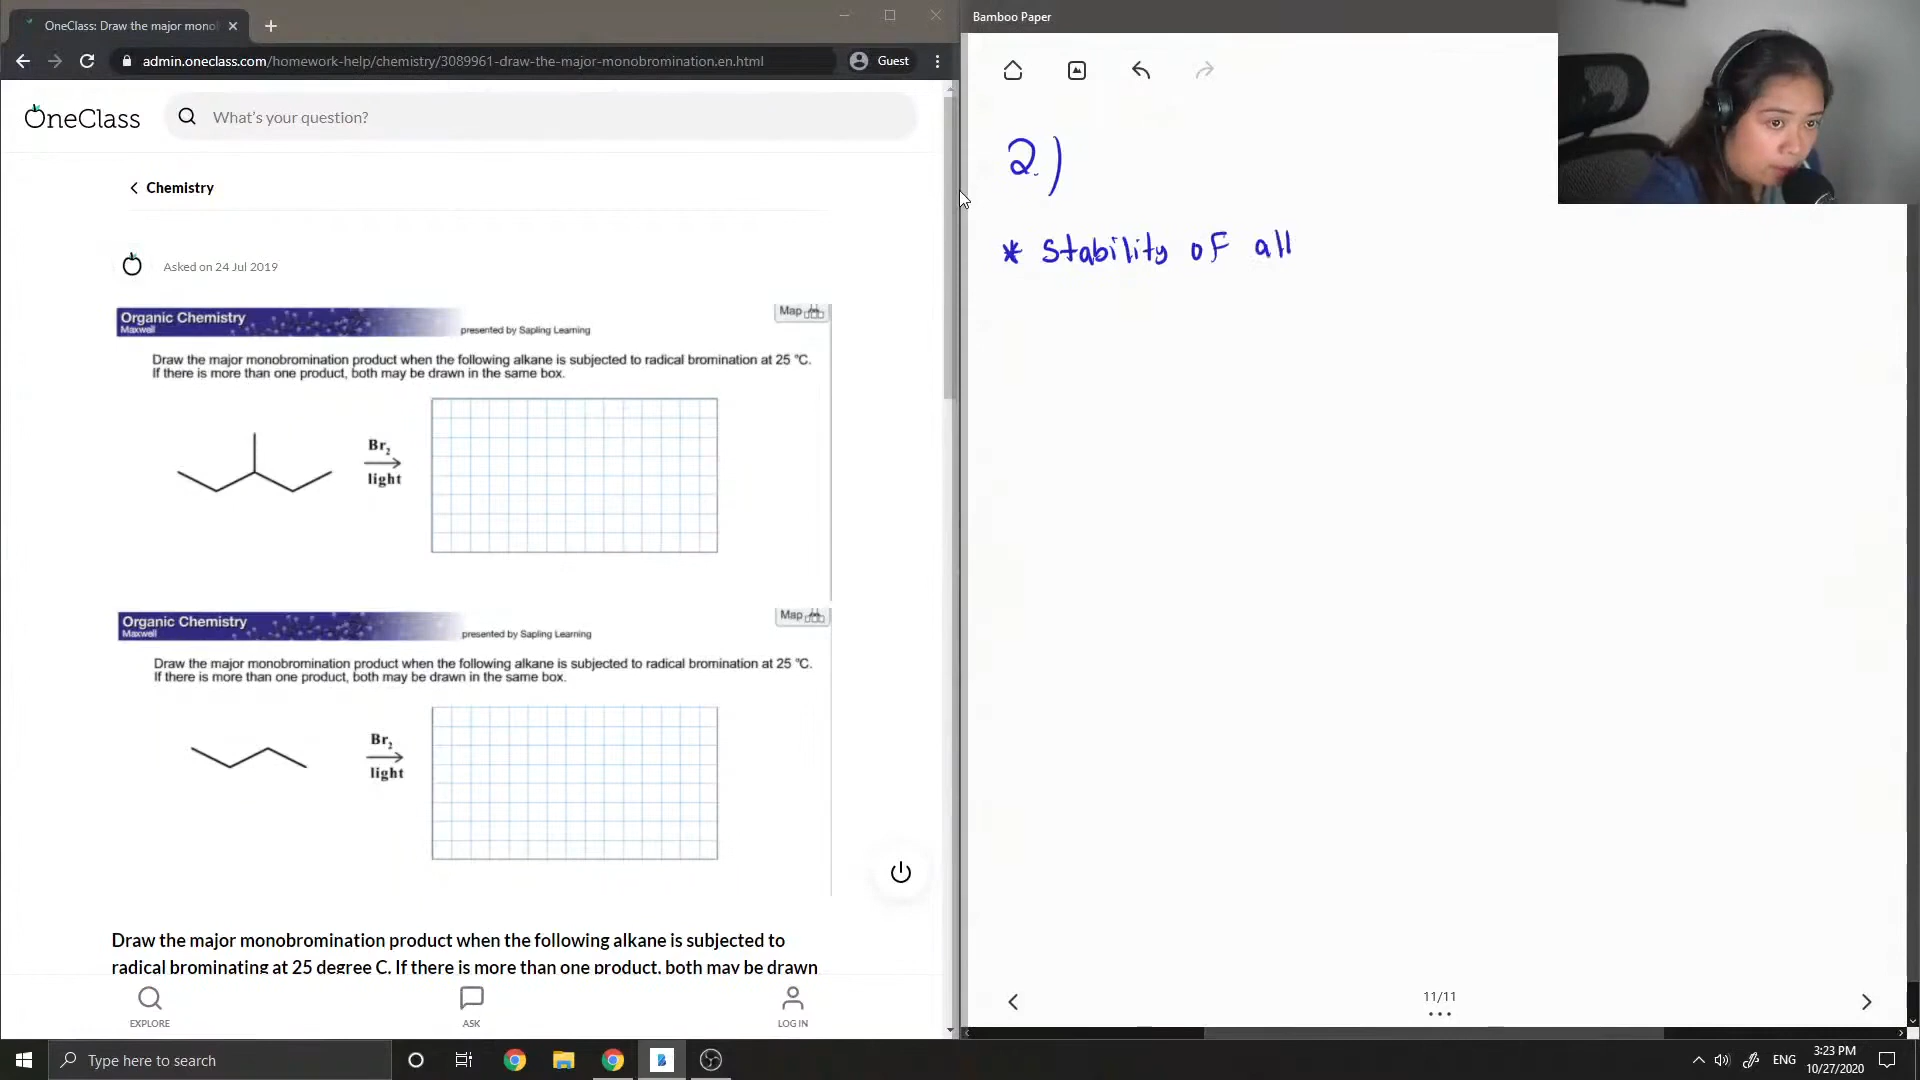 OneClass: Draw the major mono
admin.oneclass.com/homework-help/chemistry/3089961-draw-the-major-monobromination.en.html
Guest
OneClass
What's your question?
Chemistry
Asked on 24 Jul 2019
Organic Chemistry
Maxwell
presented by Sapling Learning
Map
Draw the major monobromination product when the following alkane is subjected to radical bromination at 25 °C.
If there is more than one product, both may be drawn in the same box.
Br2
light
Organic Chemistry
Maxwell
presented by Sapling Learning
Map
Draw the major monobromination product when the following alkane is subjected to radical bromination at 25 °C.
If there is more than one product, both may be drawn in the same box.
Br2
light
Draw the major monobromination product when the following alkane is subjected to
radical brominating at 25 degree C. If there is more than one product, both may be drawn
EXPLORE
ASK
LOG IN
Bamboo Paper
2.)
* Stability of all
11/11
Type here to search
ENG
3:23 PM
10/27/2020